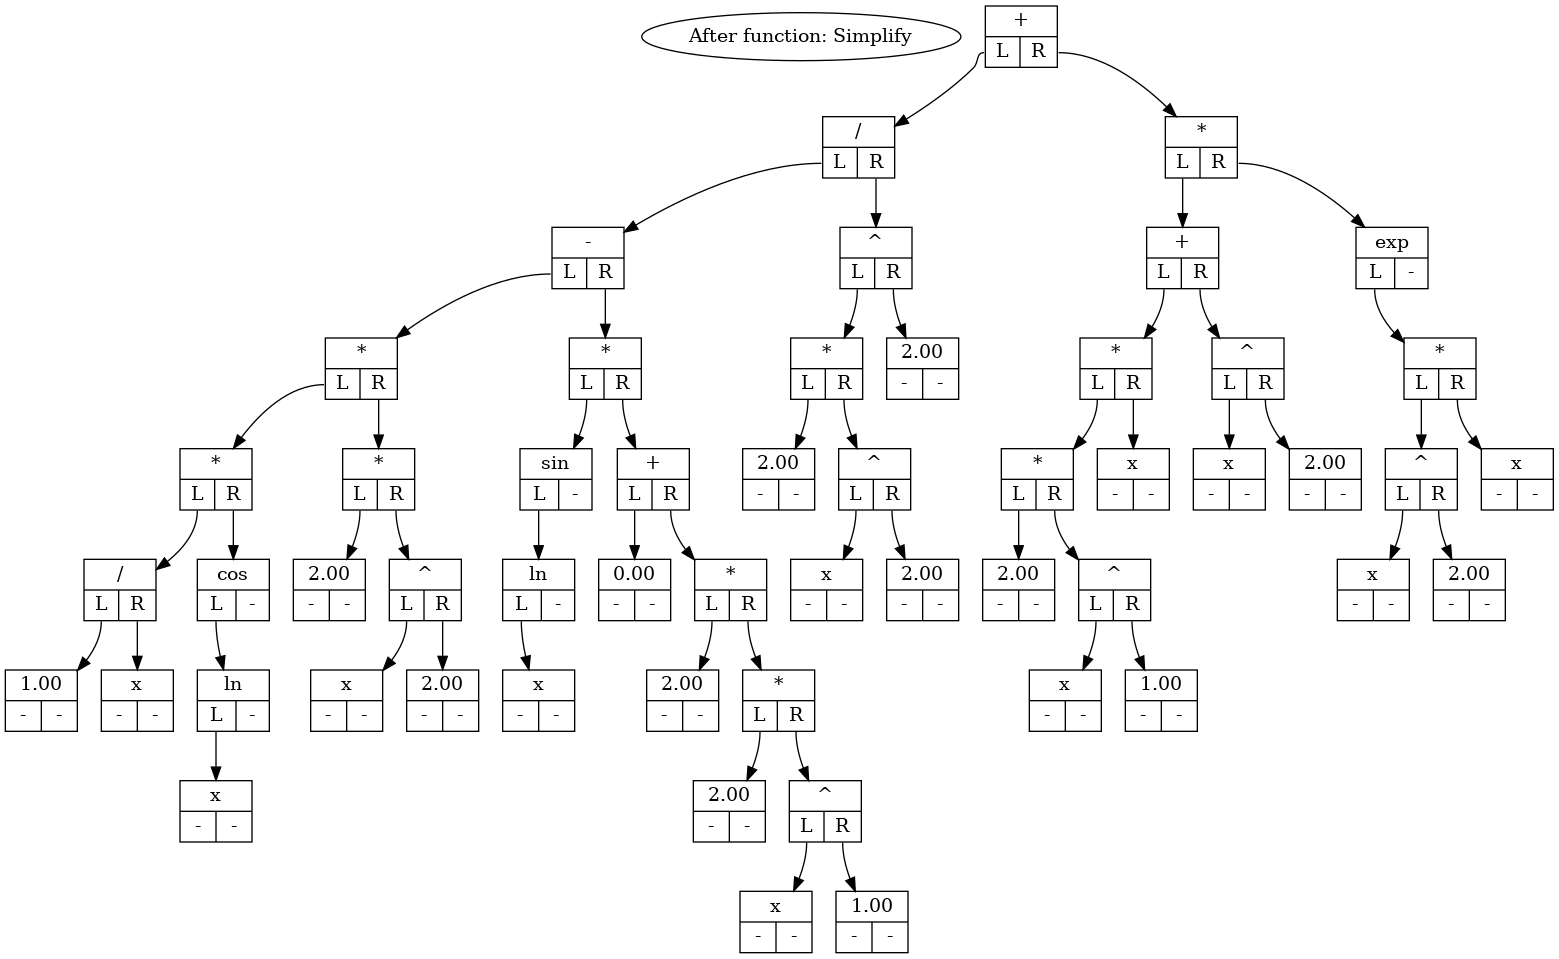 After function: Simplify
+
L R
/
L R
*
L R
-
L R
^
L R
+
L R
exp
L -
*
L R
*
L R
*
L R
2.00
- -
*
L R
^
L R
*
L R
*
L R
*
L R
sin
L -
+
L R
2.00
- -
^
L R
*
L R
x
- -
x
- -
2.00
- -
^
L R
x
- -
/
L R
cos
L -
2.00
- -
^
L R
ln
L -
0.00
- -
*
L R
x
- -
2.00
- -
2.00
- -
^
L R
x
- -
2.00
- -
1.00
- -
x
- -
ln
L -
x
- -
2.00
- -
x
- -
2.00
- -
*
L R
x
- -
1.00
- -
x
- -
2.00
- -
^
L R
x
- -
1.00
- -